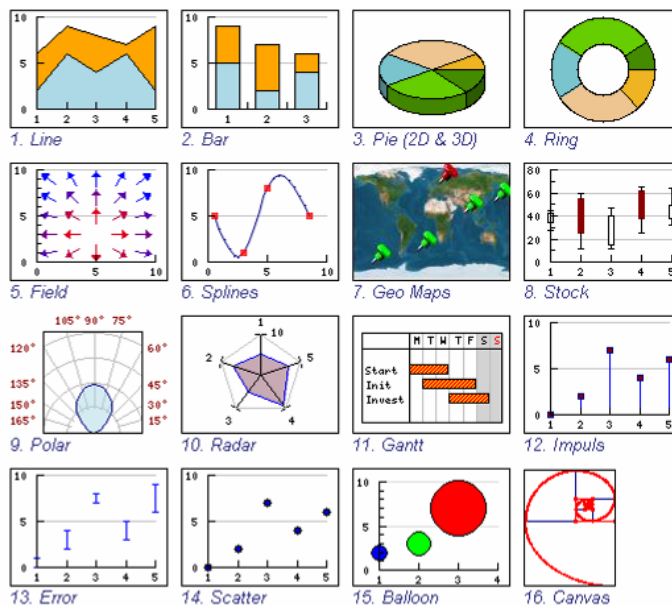 10
5
0
1 2 3 4 5
1. Line
10
5
0
1 2 3
2. Bar
3. Pie (2D & 3D)
4. Ring
10
5
0
0 5 10
5. Field
10
5
0
0 5 10
6. Splines
7. Geo Maps
80
60
40
20
0
1 2 3 4 5
8. Stock
105° 90° 75°
120° 60°
135° 45°
150° 30°
165° 15°
9. Polar
1
10
2 5
3 4
10. Radar
M T W T F S S
Start
Init
Invest
11. Gantt
10
5
0
1 2 3 4 5
12. Impuls
10
5
0
1 2 3 4 5
13. Error
10
5
0
1 2 3 4 5
14. Scatter
10
5
0
1 2 3 4
15. Balloon
16. Canvas